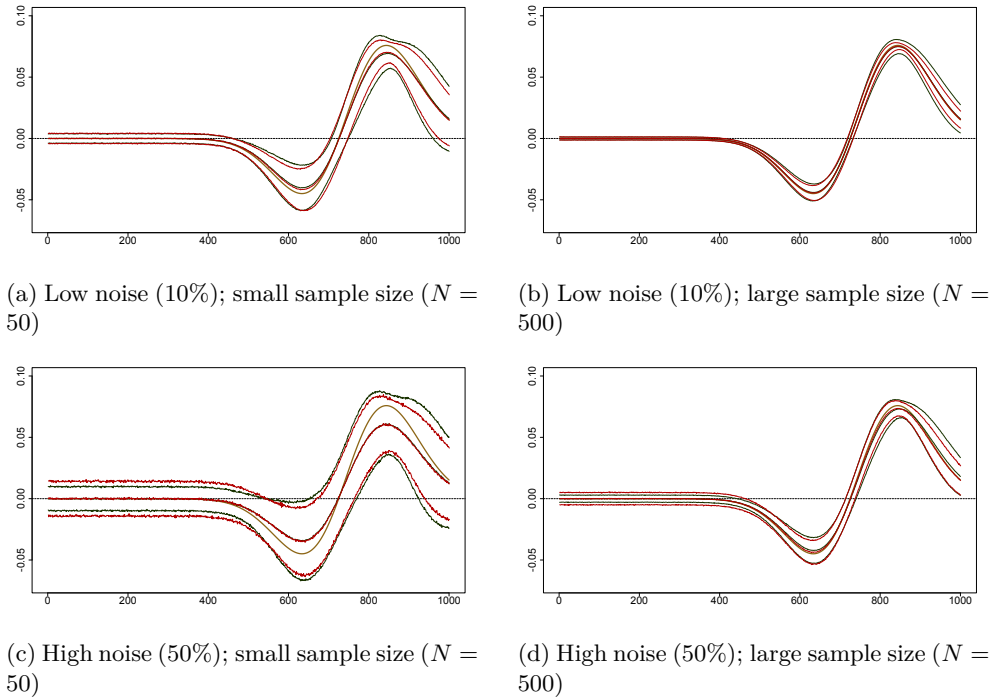 0.10
0.05
0.00
-0.05
0 200 400 600 800 1000
0.10
0.05
0.00
-0.05
0 200 400 600 800 1000
(a) Low noise (10%); small sample size (N =
50)
(b) Low noise (10%); large sample size (N =
500)
0.10
0.05
0.00
0.05
0 200 400 600 800 1000
0.10
0.05
0.00
0.05
0 200 400 600 800 1000
(c) High noise (50%); small sample size (N =
50)
(d) High noise (50%); large sample size (N =
500)